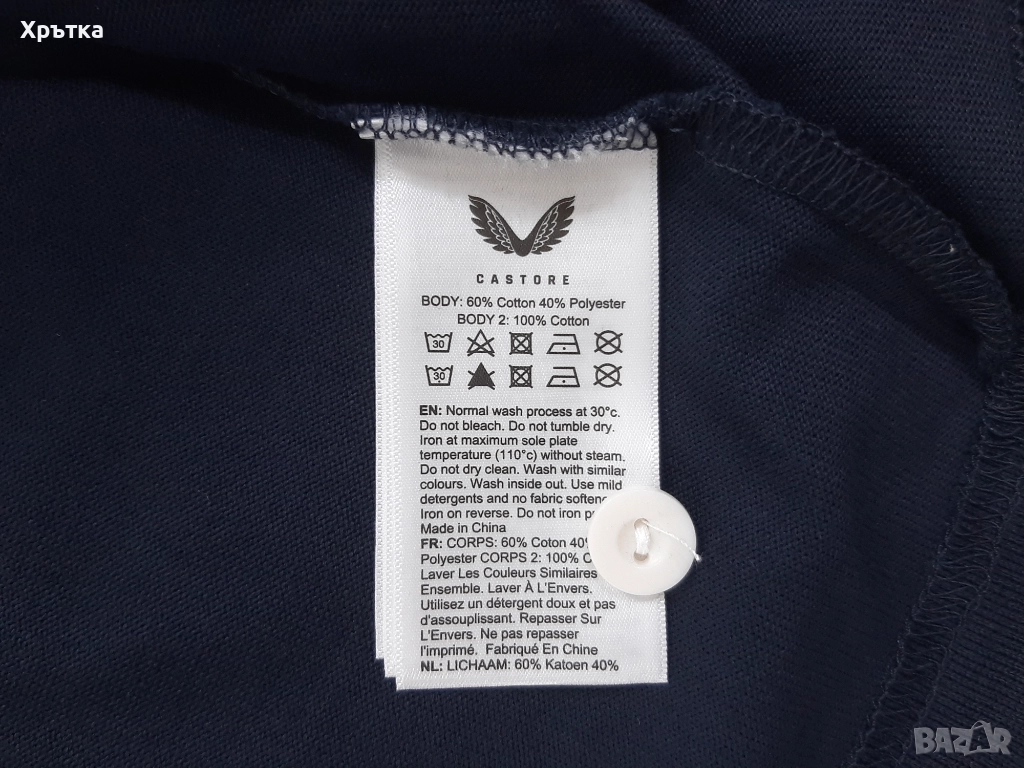 Хрътка
CASTORE
BODY: 60% Cotton 40% Polyester
BODY 2: 100% Cotton
30
30
EN: Normal wash process at 30°c.
Do not bleach. Do not tumble dry.
Iron at maximum sole plate
temperature (110°c) without steam.
Do not dry clean. Wash with similar
colours. Wash inside out. Use mild
detergents and no fabric
Iron on reverse. Do not iron
Made in China
FR: CORPS: 60% Coton
Polyester CORPS 2: 100%
Laver Les Couleurs Similaires
Ensemble. Laver À L'Envers.
Utilisez un détergent doux et pas
d'assouplissant. Repasser Sur
L'Envers. Ne pas repasser
l'imprimé. Fabriqué En Chine
NL: LICHAAM: 60% Katoen 40%
BAZAR